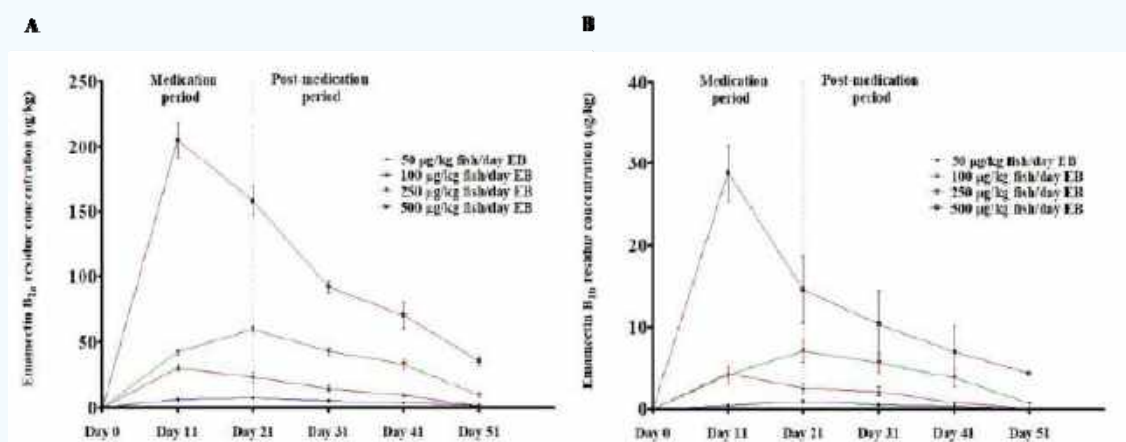 A
B
Emamectin B1a residue concentration (µg/kg)
250
200
150
100
50
0
Medication period
Post-medication period
50 µg/kg fish/day EB
100 µg/kg fish/day EB
250 µg/kg fish/day EB
500 µg/kg fish/day EB
Day 0 Day 11 Day 21 Day 31 Day 41 Day 51
Emamectin B1b residue concentration (µg/kg)
40
30
20
10
0
Medication period
Post-medication period
50 µg/kg fish/day EB
100 µg/kg fish/day EB
250 µg/kg fish/day EB
500 µg/kg fish/day EB
Day 0 Day 11 Day 21 Day 31 Day 41 Day 51